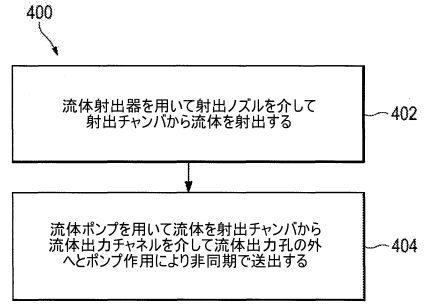 400
流体射出器を用いて射出ノズルを介して
射出チャンバから流体を射出する
402
流体ポンプを用いて流体を射出チャンバから
流体出力チャネルを介して流体出力孔の外
へとポンプ作用により非同期で送出する
404